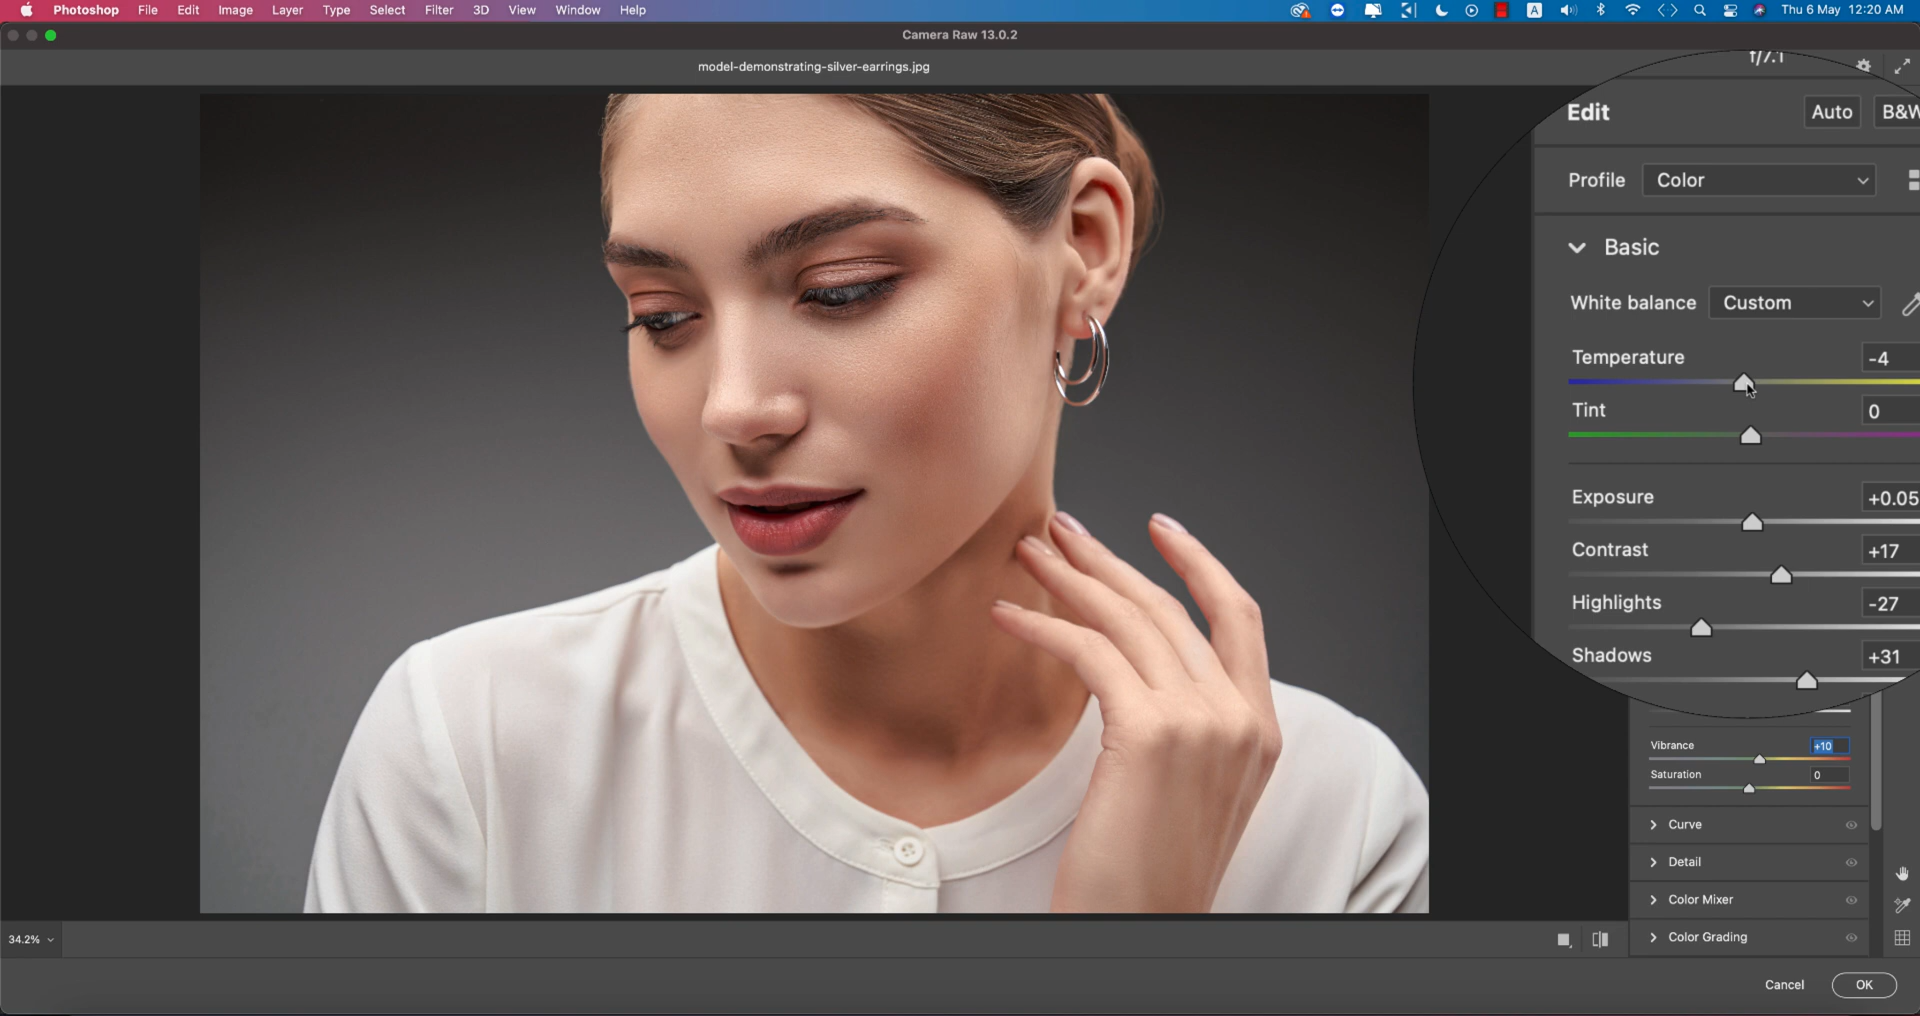 Photoshop File Edit Image Layer Type Select Filter 3D View Window Help A Thu 6 May 12:20 AM
Camera Raw 13.0.2
model-demonstrating-silver-earrings.jpg
f/7.1
Edit Auto B&W
Profile Color
Basic
White balance Custom
Temperature -4
Tint 0
Exposure +0.05
Contrast +17
Highlights -27
Shadows +31
Vibrance +10
Saturation 0
Curve
Detail
Color Mixer
34.2% Color Grading
Cancel OK